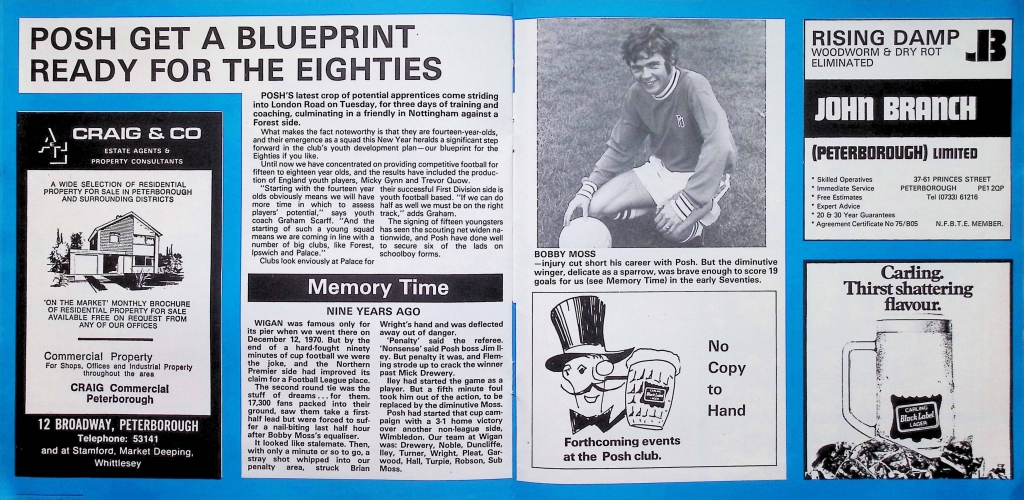 POSH GET A BLUEPRINT
READY FOR THE EIGHTIES
CRAIG & CO
ESTATE AGENTS &
PROPERTY CONSULTANTS
A WIDE SELECTION OF RESIDENTIAL
PROPERTY FOR SALE IN PETERBOROUGH
AND SURROUNDING DISTRICTS
'ON THE MARKET' MONTHLY BROCHURE
OF RESIDENTIAL PROPERTY FOR SALE
AVAILABLE FREE ON REQUEST FROM
ANY OF OUR OFFICES
Commercial Property
For Shops, Offices and Industrial Property
throughout the area
CRAIG Commercial
Peterborough
12 BROADWAY, PETERBOROUGH
Telephone: 53141
and at Stamford, Market Deeping,
Whittlesey
POSH'S latest crop of potential apprentices come striding
into London Road on Tuesday, for three days of training and
coaching, culminating in a friendly in Nottingham against a
Forest side.
What makes the fact noteworthy is that they are fourteen-year-olds,
and their emergence as a squad this New Year heralds a significant step
forward in the club's youth development plan—our blueprint for the
Eighties if you like.
Until now we have concentrated on providing competitive football for
fifteen to eighteen year olds, and the results have included the produc-
tion of England youth players, Micky Gynn and Trevor Quow.
"Starting with the fourteen year
olds obviously means we will have
more time in which to assess
players' potential," says youth
coach Graham Scarff. "And the
starting of such a young squad
means we are coming in line with a
number of big clubs, like Forest,
Ipswich and Palace."
Clubs look enviously at Palace for
their successful First Division side is
youth football based. "If we can do
half as well we must be on the right
track," adds Graham.
The signing of fifteen youngsters
has seen the scouting net widen na-
tionwide, and Posh have done well
to secure six of the lads on
schoolboy forms.
Memory Time
NINE YEARS AGO
WIGAN was famous only for
its pier when we went there on
December 12, 1970. But by the
end of a hard-fought ninety
minutes of cup football we were
the joke, and the Northern
Premier side had improved its
claim for a Football League place.
The second round tie was the
stuff of dreams . . . for them.
17,300 fans packed into their
ground, saw them take a first-
half lead but were forced to suf-
fer a nail-biting last half hour
after Bobby Moss's equaliser.
It looked like stalemate. Then,
with only a minute or so to go, a
stray shot whipped into our
penalty area, struck Brian
Wright's hand and was deflected
away out of danger.
'Penalty' said the referee.
'Nonsense' said Posh boss Jim Il-
ey. But penalty it was, and Flem-
ing strode up to crack the winner
past Mick Drewery.
Iley had started the game as a
player. But a fifth minute foul
took him out of the action, to be
replaced by the diminutive Moss.
Posh had started that cup cam-
paign with a 3-1 home victory
over another non-league side,
Wimbledon. Our team at Wigan
was: Drewery, Noble, Duncliffe,
Iley, Turner, Wright, Pleat, Gar-
wood, Hall, Turpie, Robson, Sub
Moss.
BOBBY MOSS
—injury cut short his career with Posh. But the diminutive
winger, delicate as a sparrow, was brave enough to score 19
goals for us (see Memory Time) in the early Seventies.
No
Copy
to
Hand
Forthcoming events
at the Posh club.
RISING DAMP
WOODWORM & DRY ROT
ELIMINATED
JB
JOHN BRANCH
(PETERBOROUGH) LIMITED
* Skilled Operatives
* Immediate Service
* Free Estimates
* Expert Advice
* 20 & 30 Year Guarantees
* Agreement Certificate No 75/805
37-61 PRINCES STREET
PETERBOROUGH PE1 2QP
Tel (0733) 61216
N.F.B.T.E. MEMBER.
Carling.
Thirst shattering
flavour.
CARLING
Black Label
LAGER